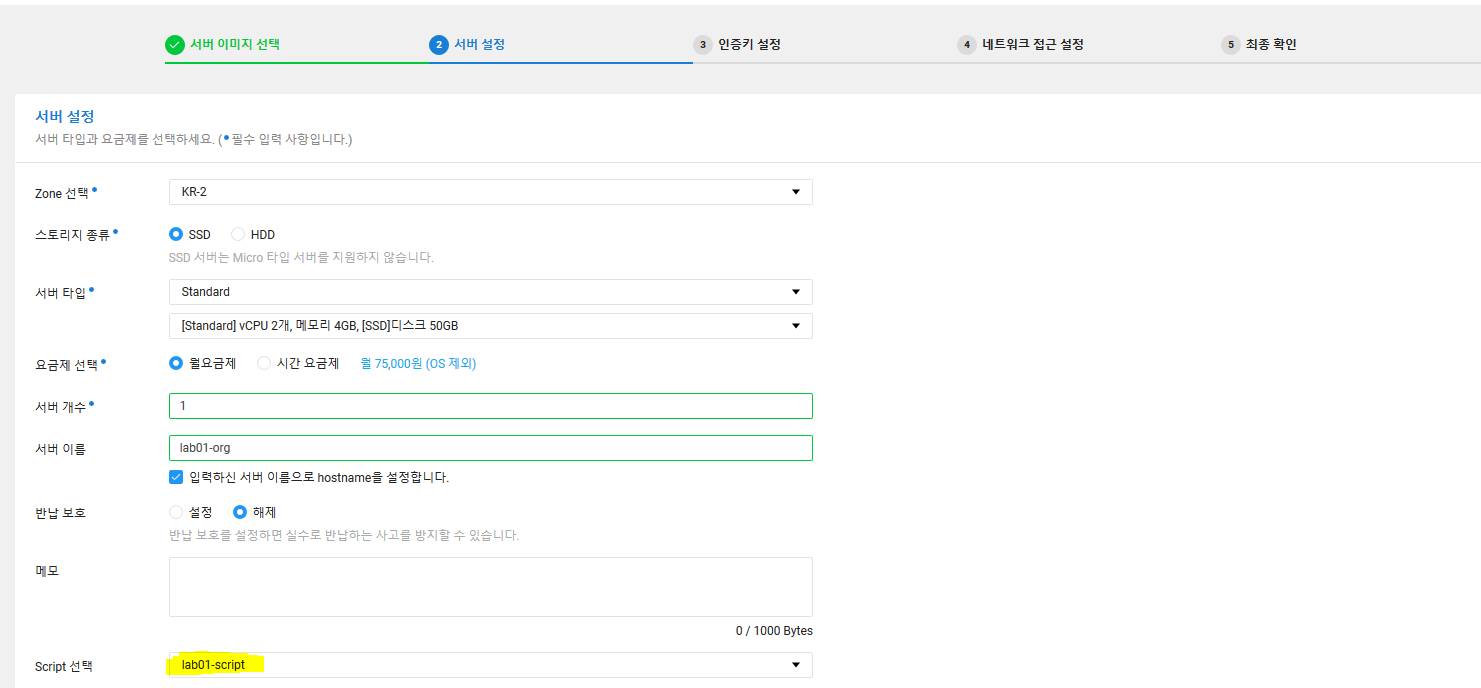 서버 이미지 선택
2 서버 설정
3 인증키 설정
4 네트워크 접근 설정
5 최종 확인
서버 설정
서버 타입과 요금제를 선택하세요. (• 필수 입력 사항입니다.)
Zone 선택•
KR-2
스토리지 종류•
SSD HDD
SSD 서버는 Micro 타입 서버를 지원하지 않습니다.
서버 타입•
Standard
[Standard] vCPU 2개, 메모리 4GB, [SSD]디스크 50GB
요금제 선택•
월요금제 시간 요금제 월 75,000원 (OS 제외)
서버 개수•
1
서버 이름
lab01-org
입력하신 서버 이름으로 hostname을 설정합니다.
반납 보호
설정 해제
반납 보호를 설정하면 실수로 반납하는 사고를 방지할 수 있습니다.
메모
0 / 1000 Bytes
Script 선택
lab01-script